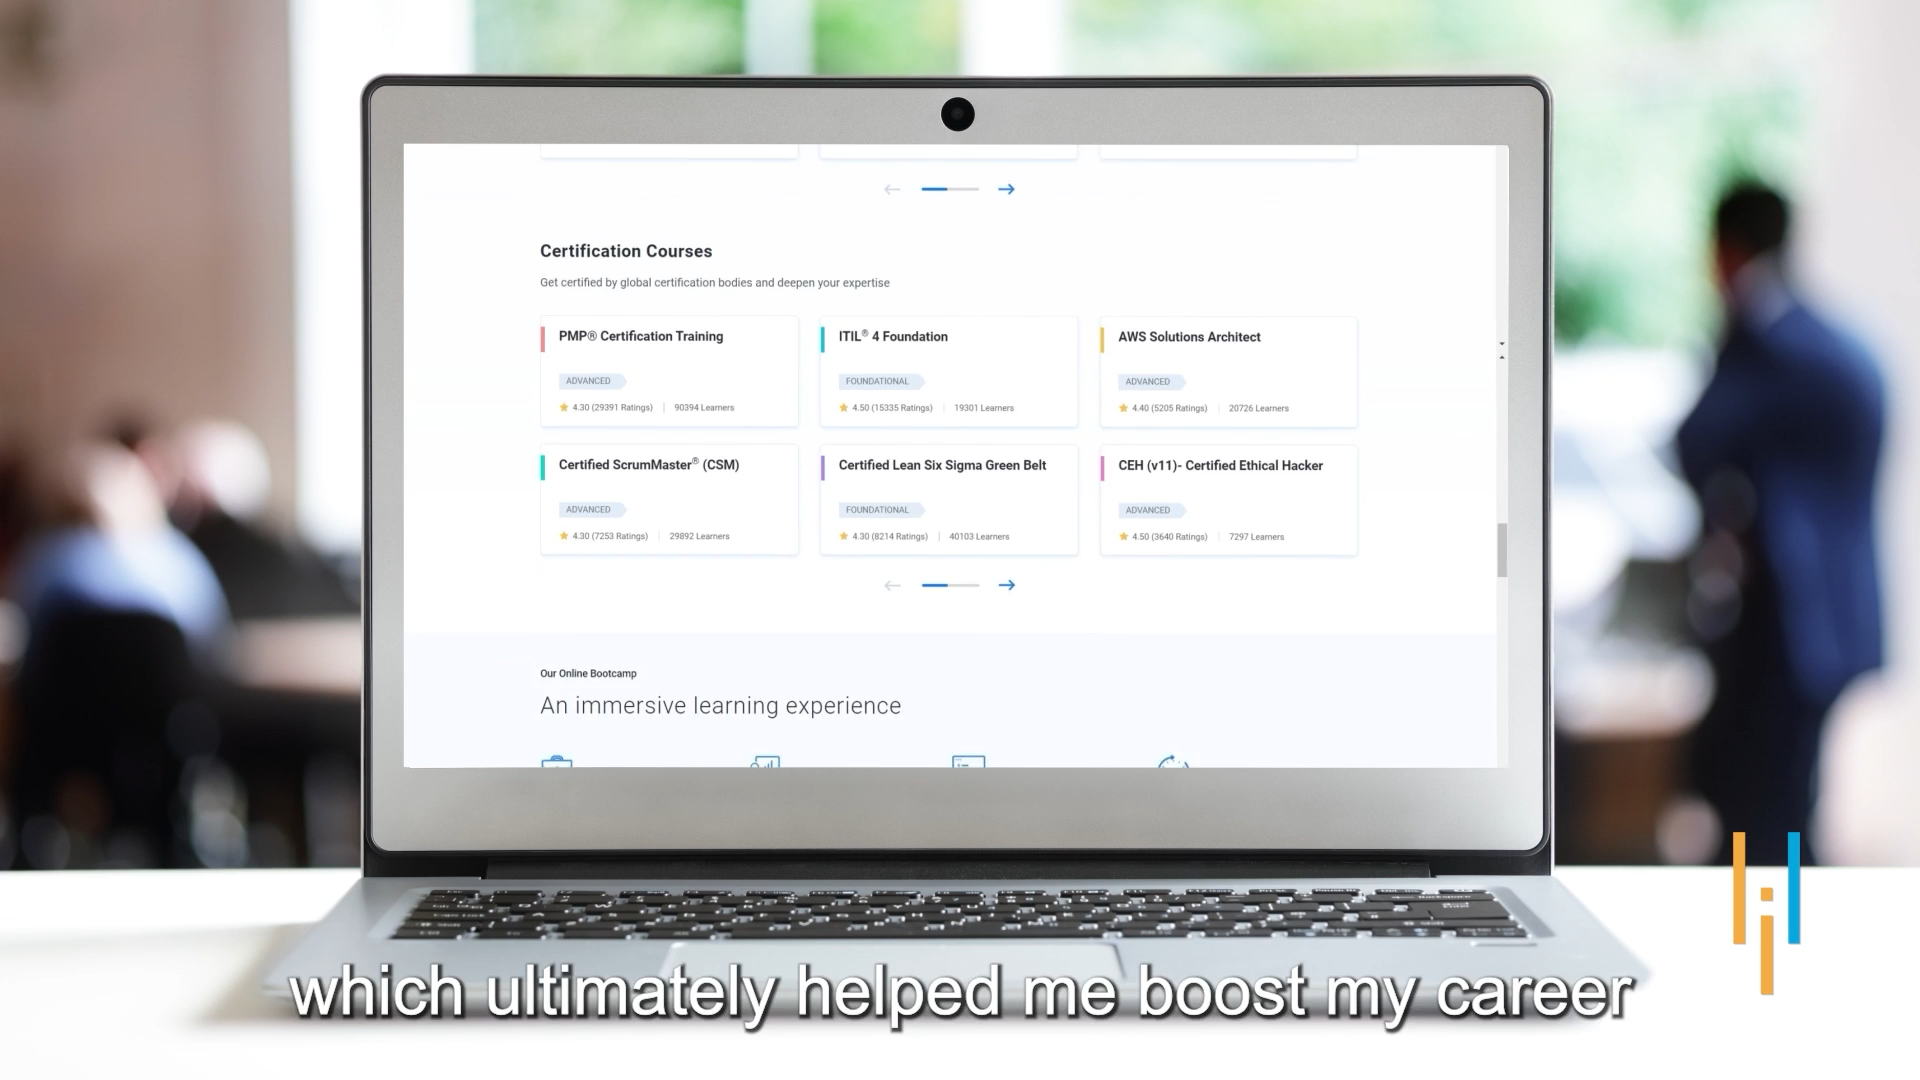 Certification Courses
Get certified by global certification bodies and deepen your expertise
PMP® Certification Training
ADVANCED
4.30 (29391 Ratings) | 90394 Learners
ITIL® 4 Foundation
FOUNDATIONAL
4.50 (15335 Ratings) | 19301 Learners
AWS Solutions Architect
ADVANCED
4.40 (5205 Ratings) | 20726 Learners
Certified ScrumMaster® (CSM)
ADVANCED
4.30 (7253 Ratings) | 29892 Learners
Certified Lean Six Sigma Green Belt
FOUNDATIONAL
4.30 (8214 Ratings) | 40103 Learners
CEH (v11)- Certified Ethical Hacker
ADVANCED
4.50 (3640 Ratings) | 7297 Learners
Our Online Bootcamp
An immersive learning experience
which ultimately helped me boost my career